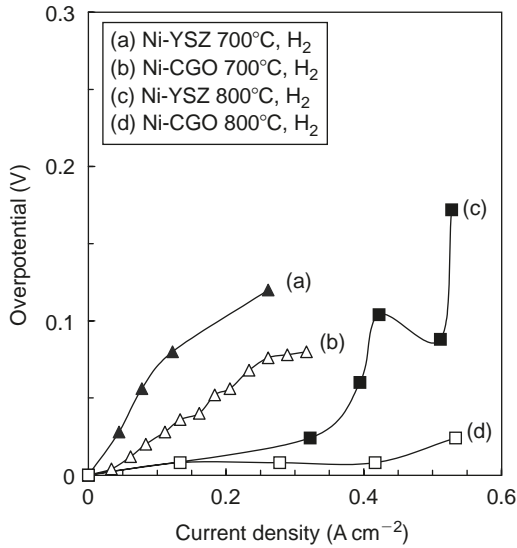 0.3
(a) Ni-YSZ 700°C, H₂
(b) Ni-CGO 700°C, H₂
(c) Ni-YSZ 800°C, H₂
(d) Ni-CGO 800°C, H₂
0.2
(c)
Overpotential (V)
(a)
0.1
(b)
(d)
0
0 0.2 0.4 0.6
Current density (A cm⁻²)